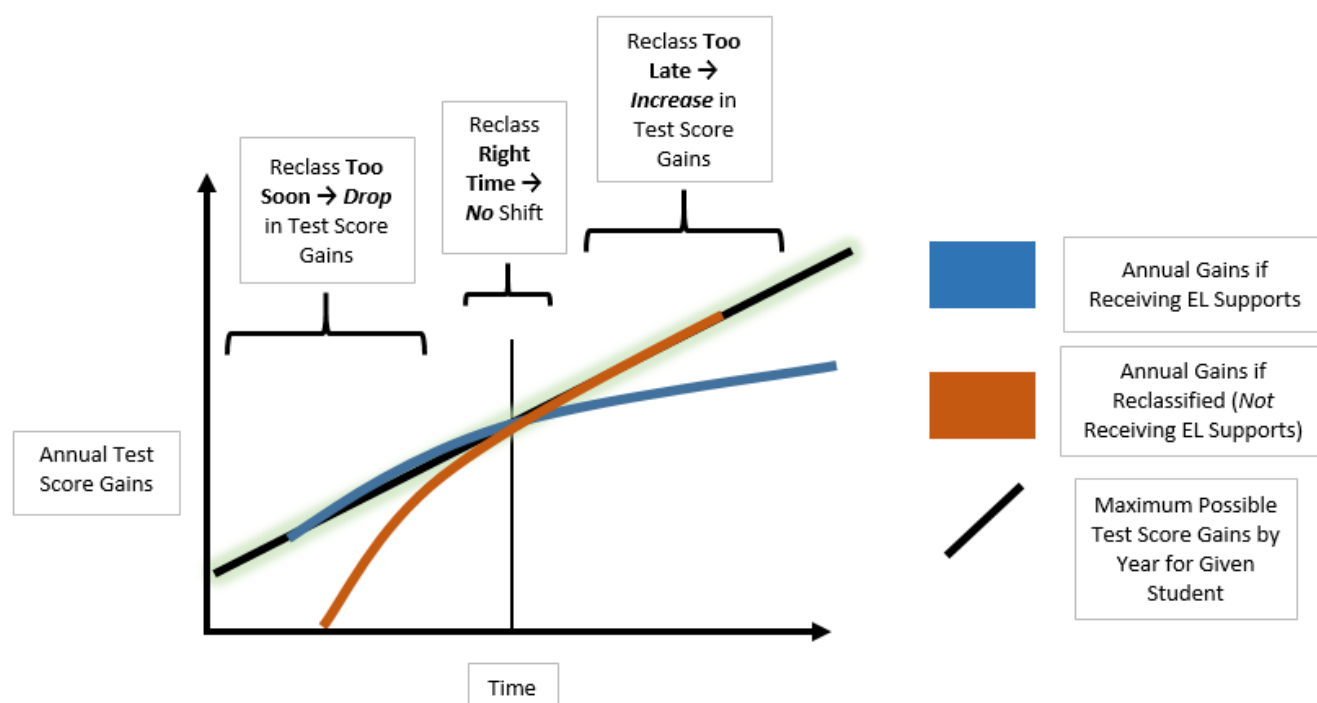 Reclass Too
Late →
Increase in
Test Score
Gains
Reclass
Right
Time →
No Shift
Reclass Too
Soon → Drop
in Test Score
Gains
Annual Gains if
Receiving EL Supports
Annual Gains if
Reclassified (Not
Receiving EL Supports)
Annual Test
Score Gains
Maximum Possible
Test Score Gains by
Year for Given
Student
Time